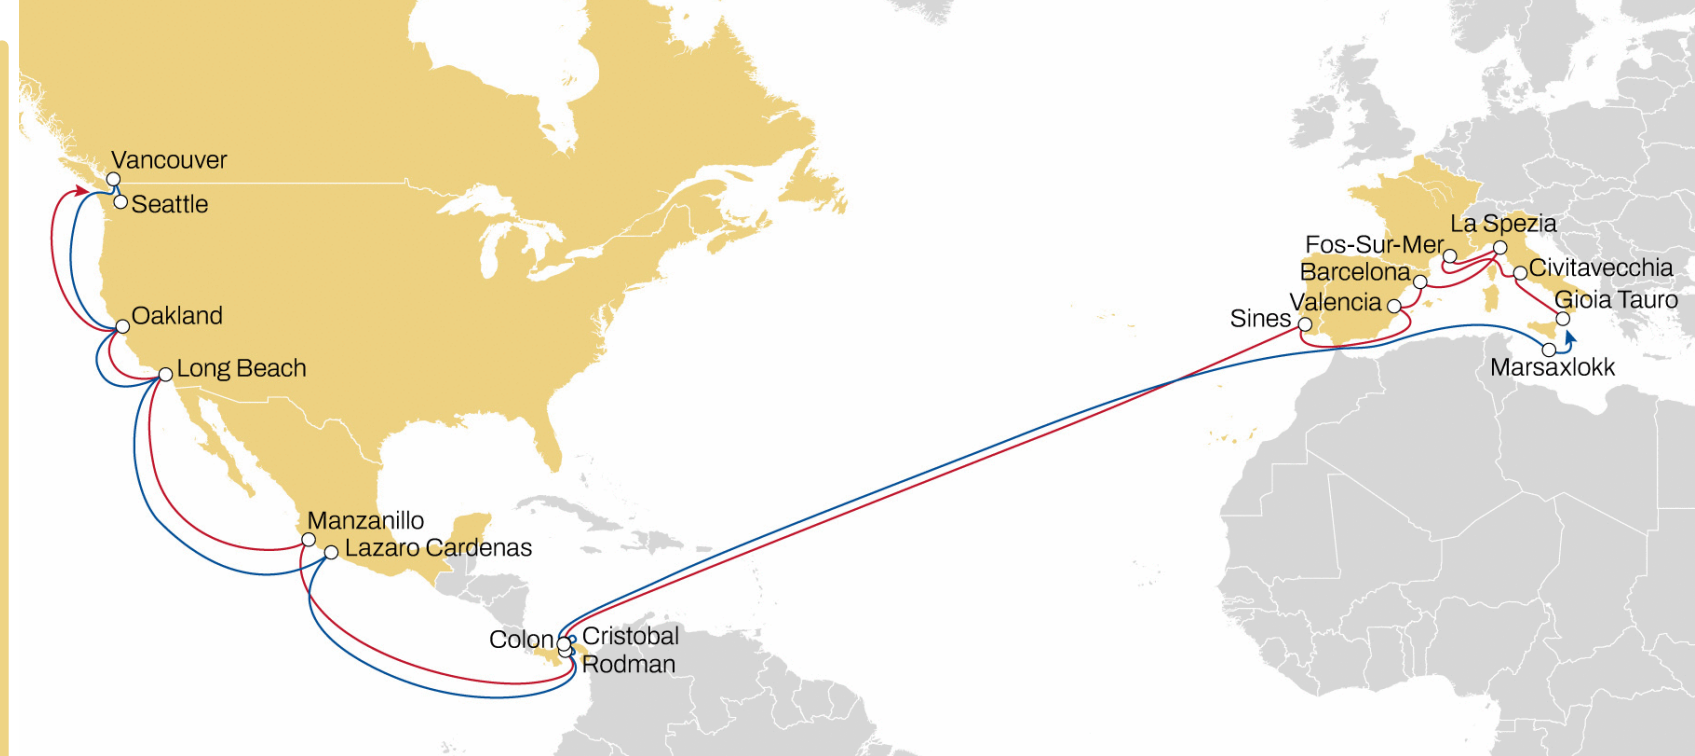 Vancouver
Seattle
Oakland
Long Beach
Manzanillo
Lazaro Cardenas
Colon
Cristobal
Rodman
La Spezia
Fos-Sur-Mer
Civitavecchia
Barcelona
Valencia
Gioia Tauro
Sines
Marsaxlokk